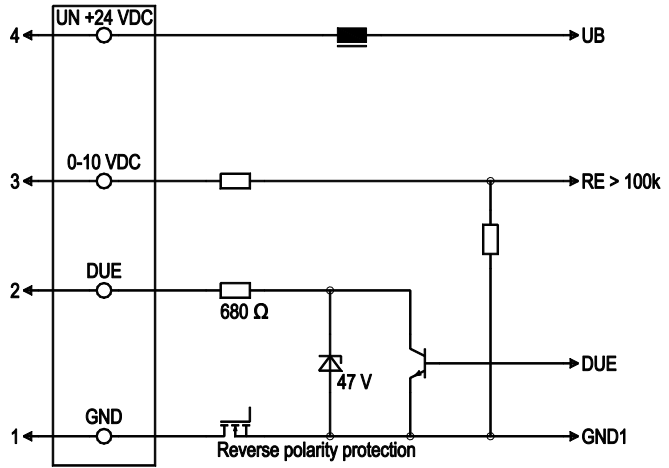 UN +24 VDC
4
UB
0-10 VDC
3
RE > 100k
DUE
2
680 Ω
DUE
47 V
GND
1
GND1
Reverse polarity protection